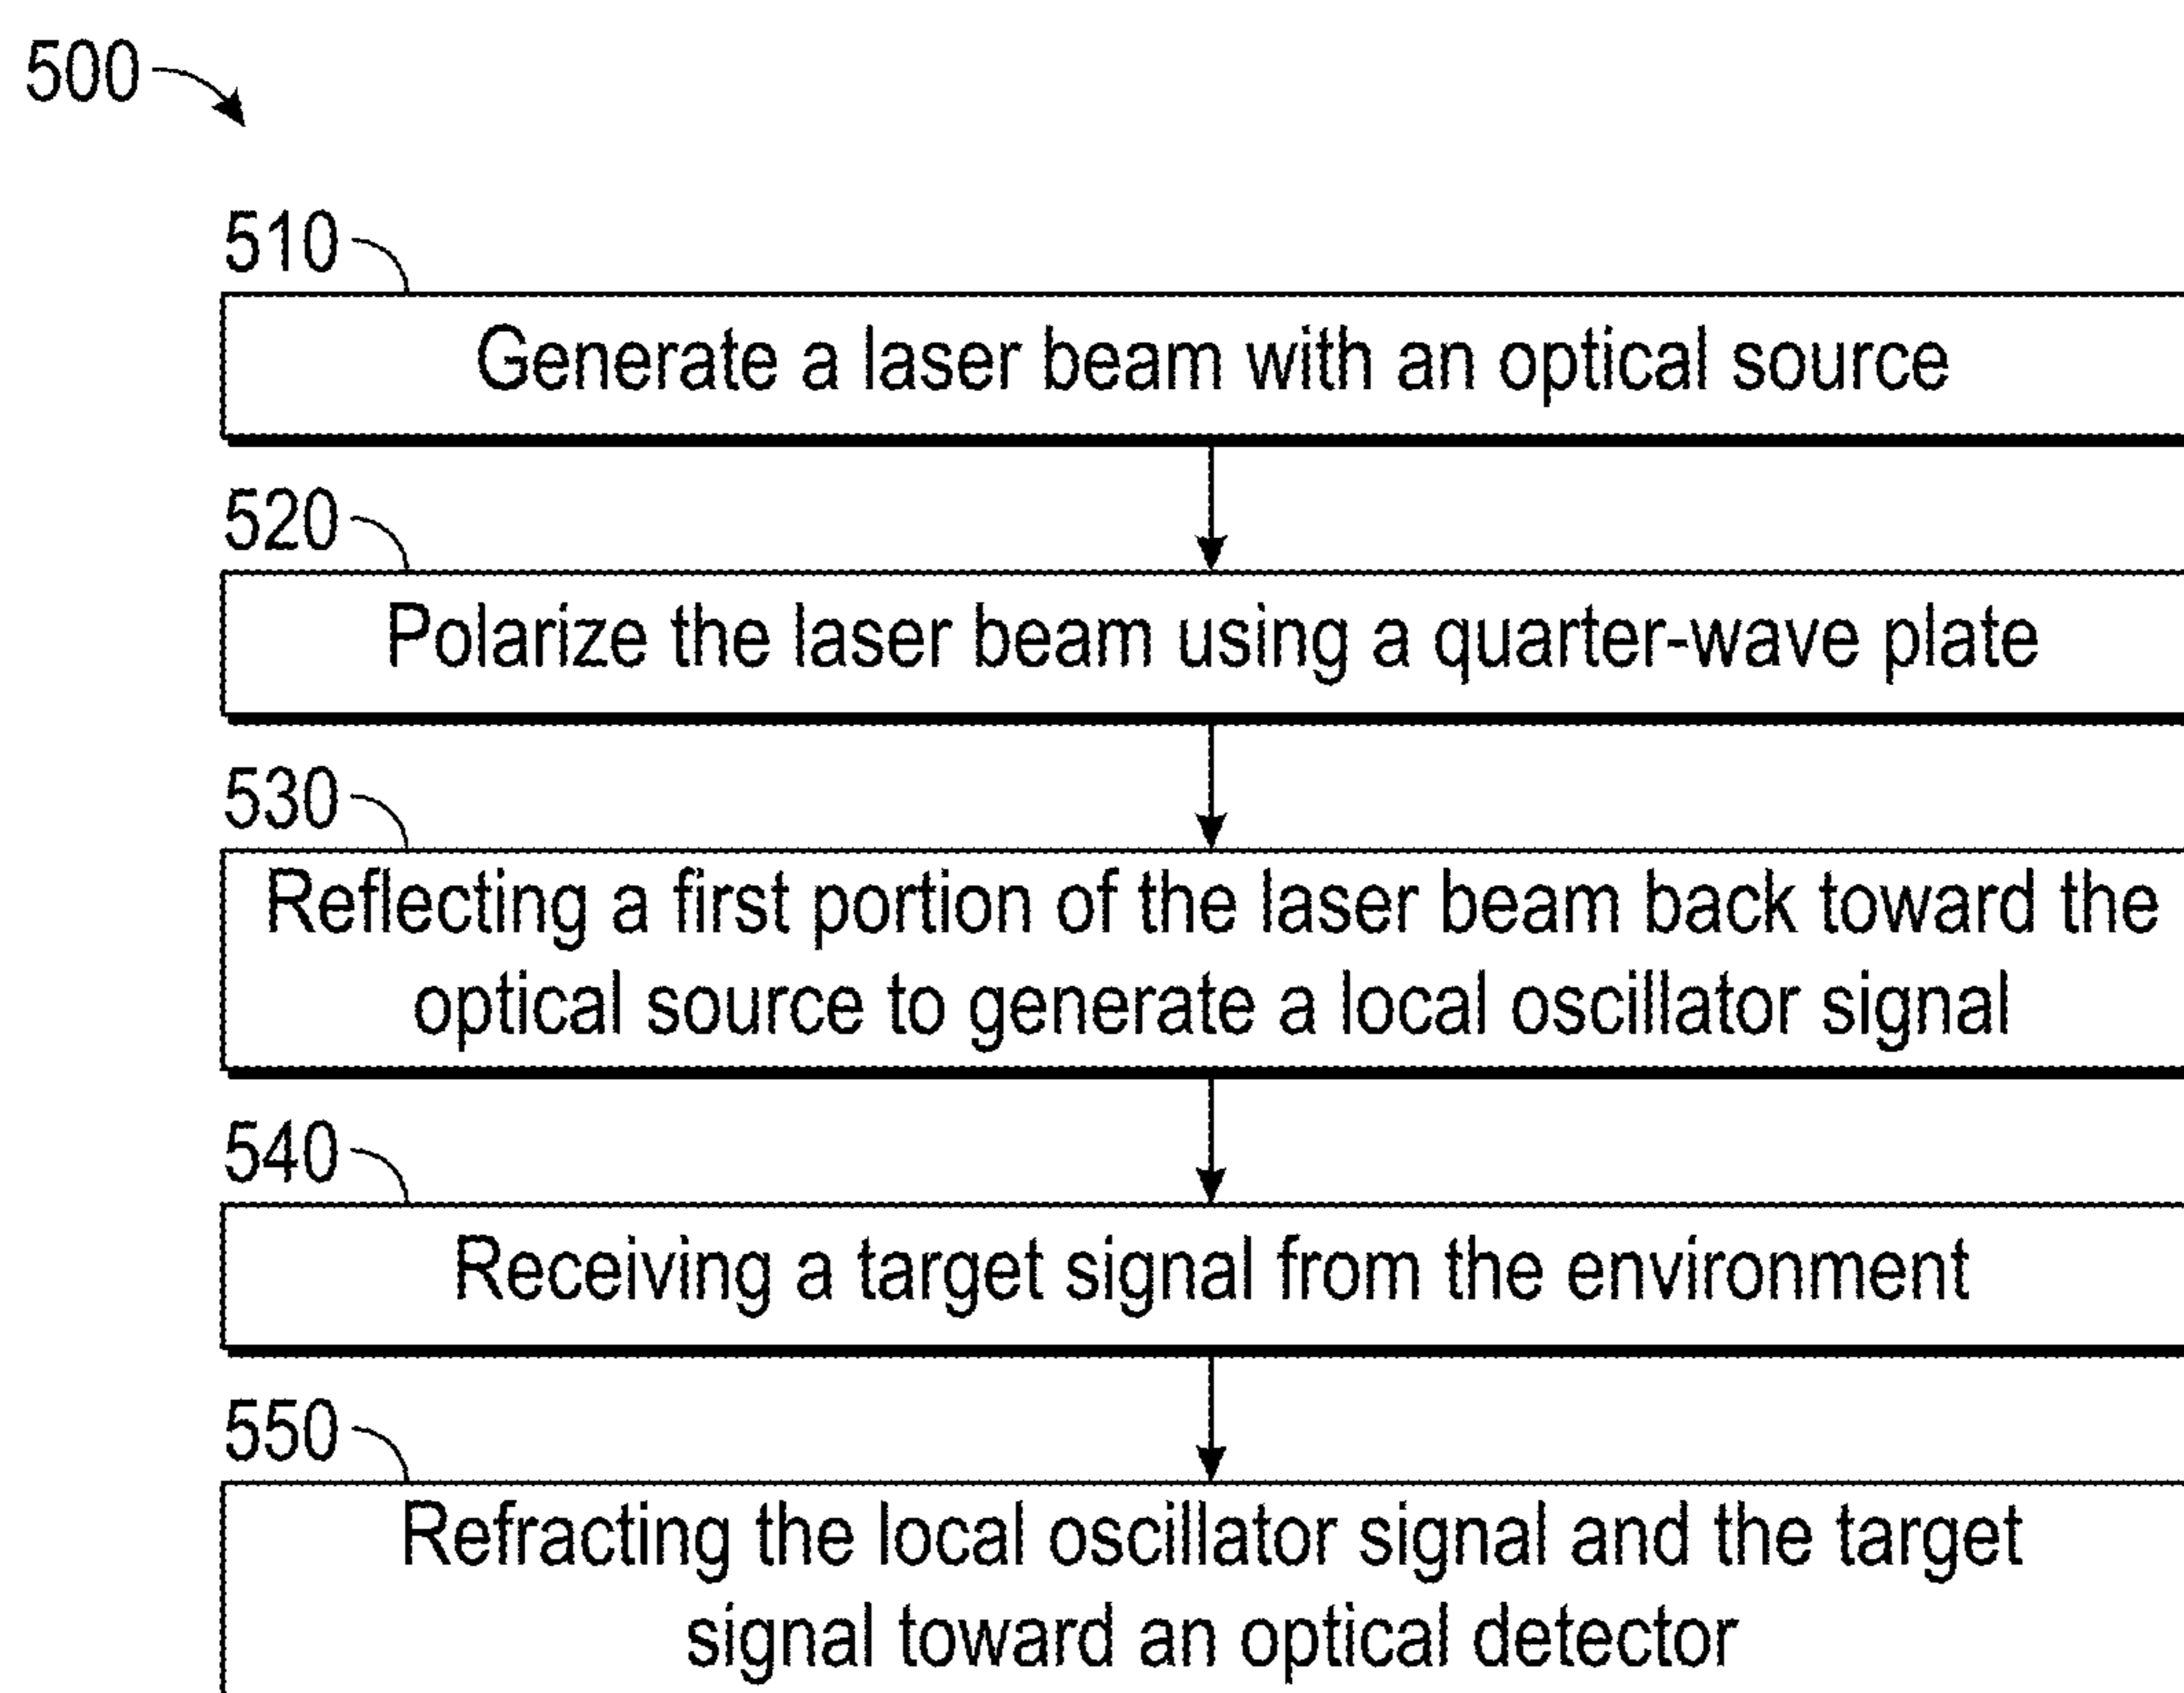 500
510
Generate a laser beam with an optical source
520
Polarize the laser beam using a quarter-wave plate
530
Reflecting a first portion of the laser beam back toward the
optical source to generate a local oscillator signal
540
Receiving a target signal from the environment
550
Refracting the local oscillator signal and the target
signal toward an optical detector